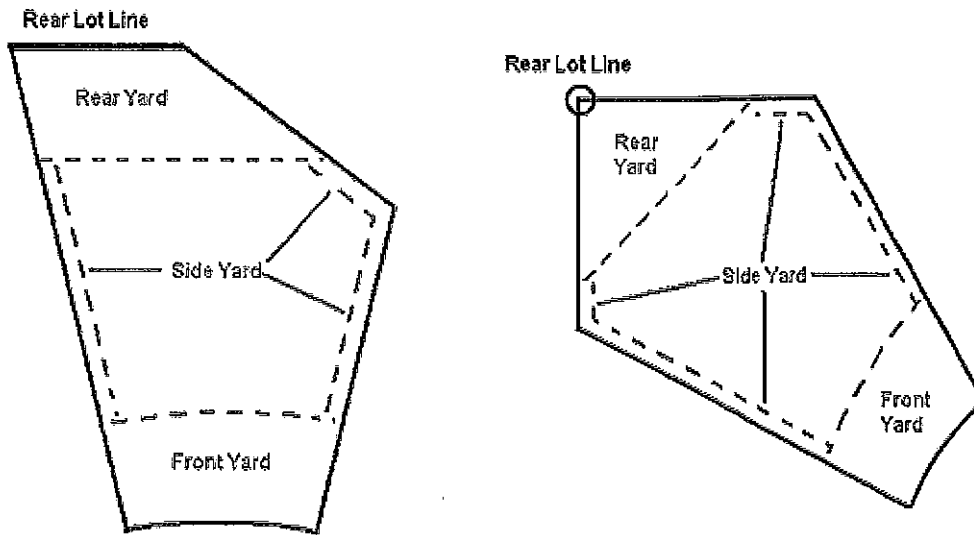 Rear Lot Line
Rear Yard
Side Yard
Front Yard
Rear Lot Line
Rear
Yard
Side Yard
Front
Yard